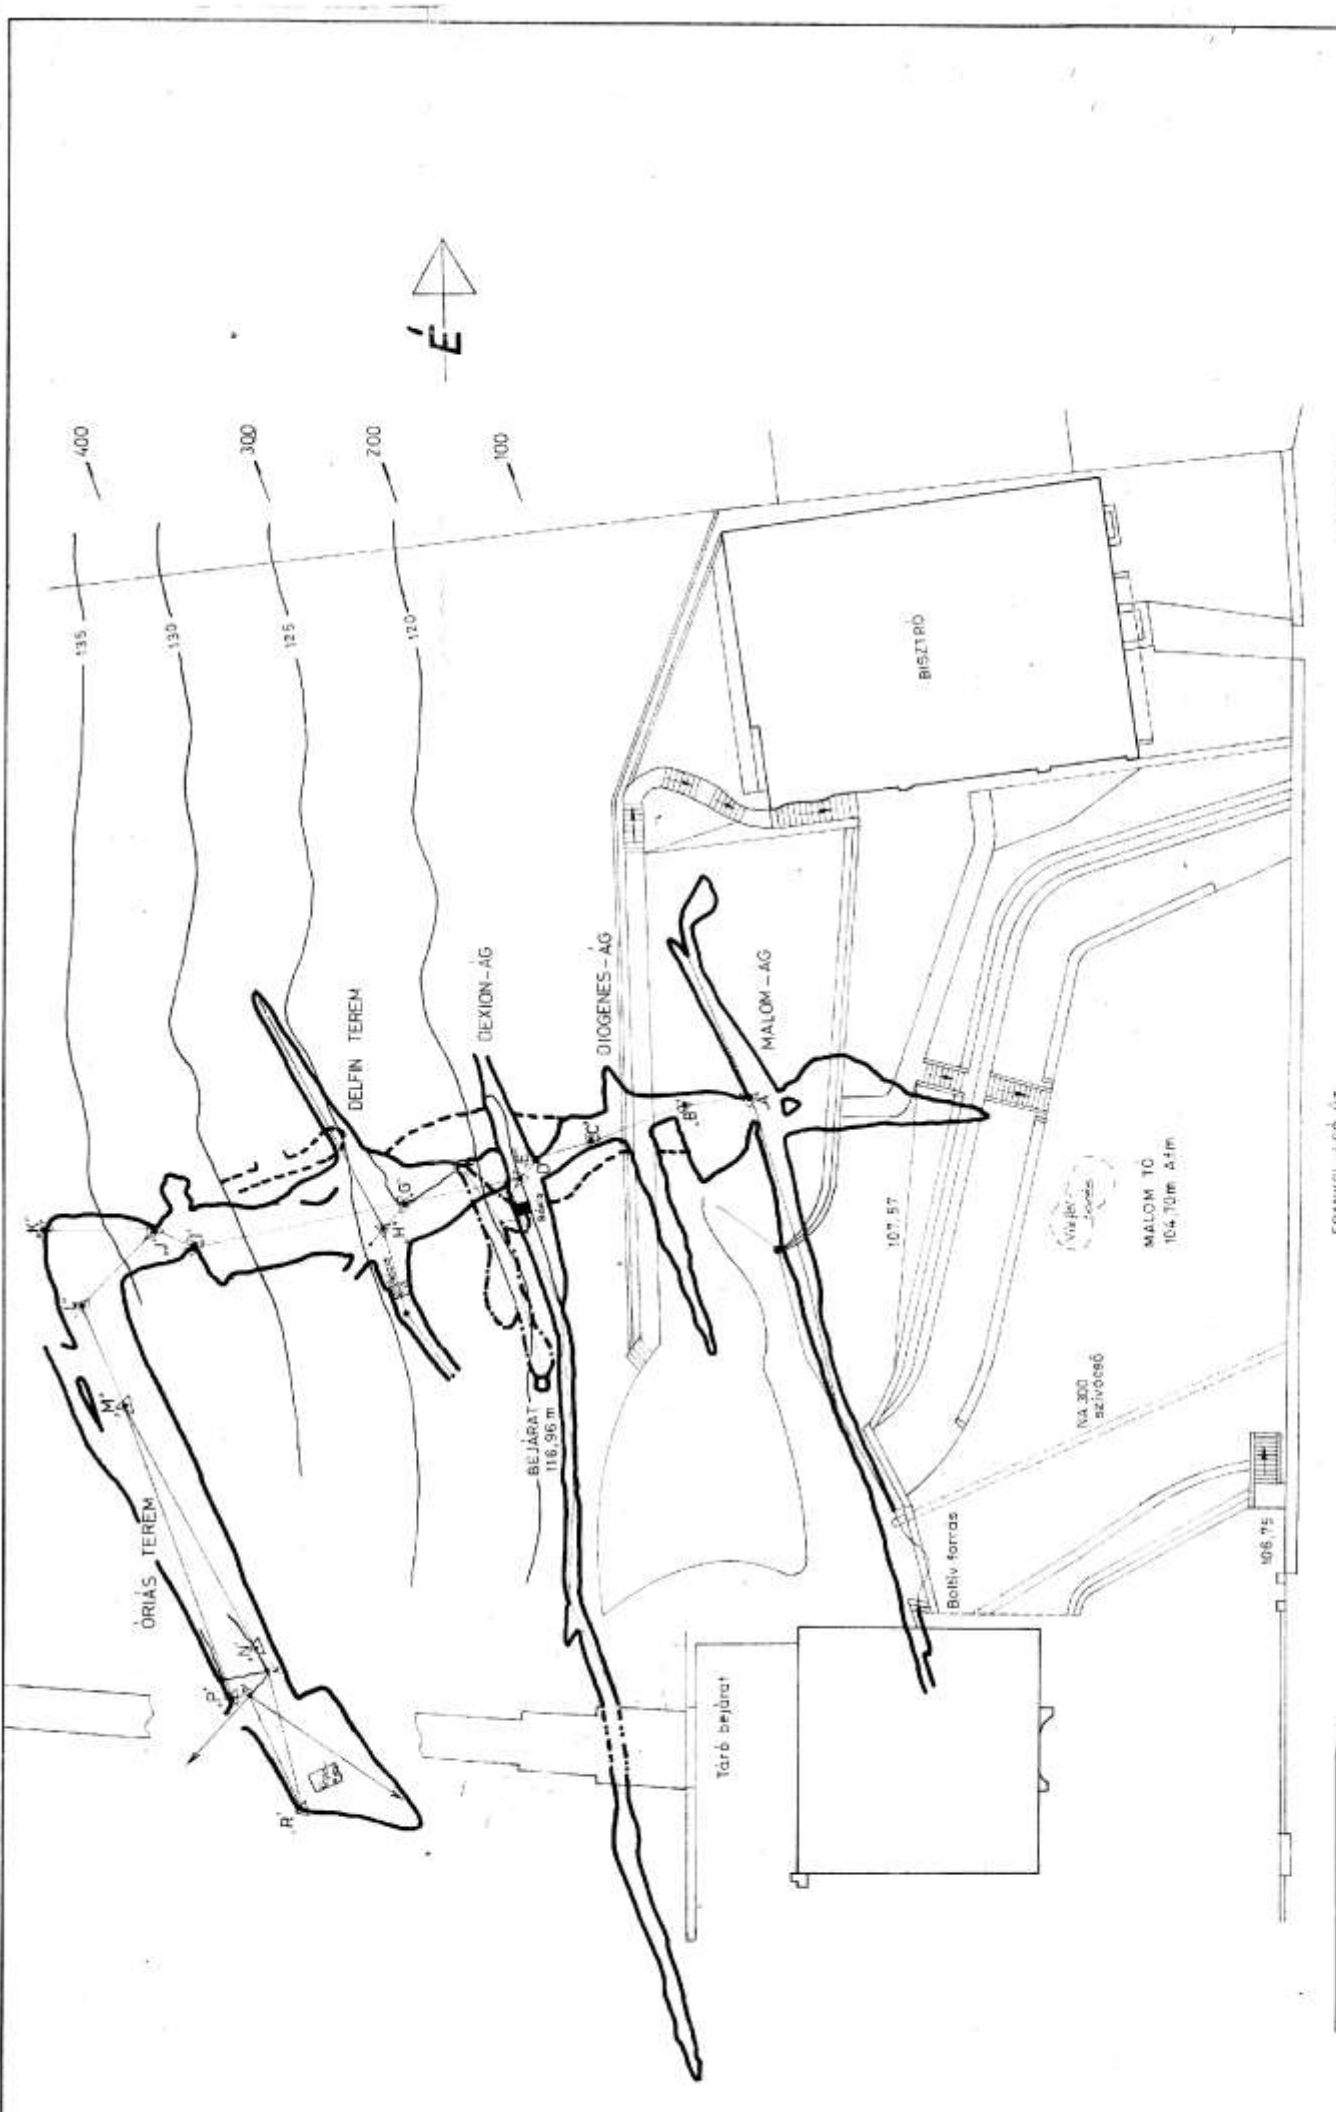 400
300
200
100
É
135
130
125
120
BISZTRÓ
DELFIN TEREM
DEXION-ÁG
DIOGENES-ÁG
MALOM-ÁG
„A"
„B"
„C"
D
E
G
„H"
„J"
„K"
„L"
„M"
„N"
„P"
„R"
BEJÁRAT
116,96 m
ÓRIÁS TEREM
107,57
MALOM TÓ
104,70m A.f.m
NA 300
szívócső
Boltív forrás
106,75
Táró bejárat